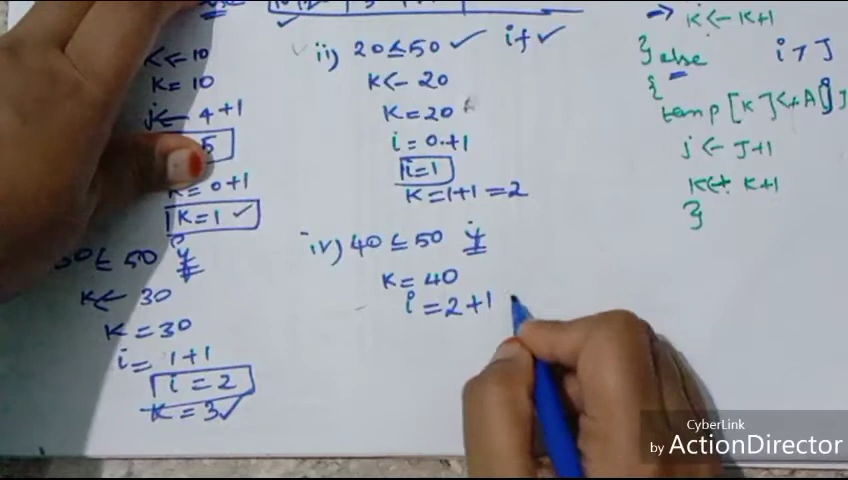 K ← 10
K = 10
j ← 4+1
5
K = 0+1
K = 1 ✓
ii) 20 ≤ 50 ✓ if ✓
K ← 20
K = 20
i = 0+1
i = 1
K = 1+1 = 2
≤ 50 if
K ← 30
K = 30
i = 1+1
i = 2
K = 3 ✓
iv) 40 ≤ 50 if
K = 40
i = 2+1
→ K ← K+1
} else i > J
{
temp [K] ← A[j]
j ← J+1
K ← K+1
}
CyberLink
by ActionDirector